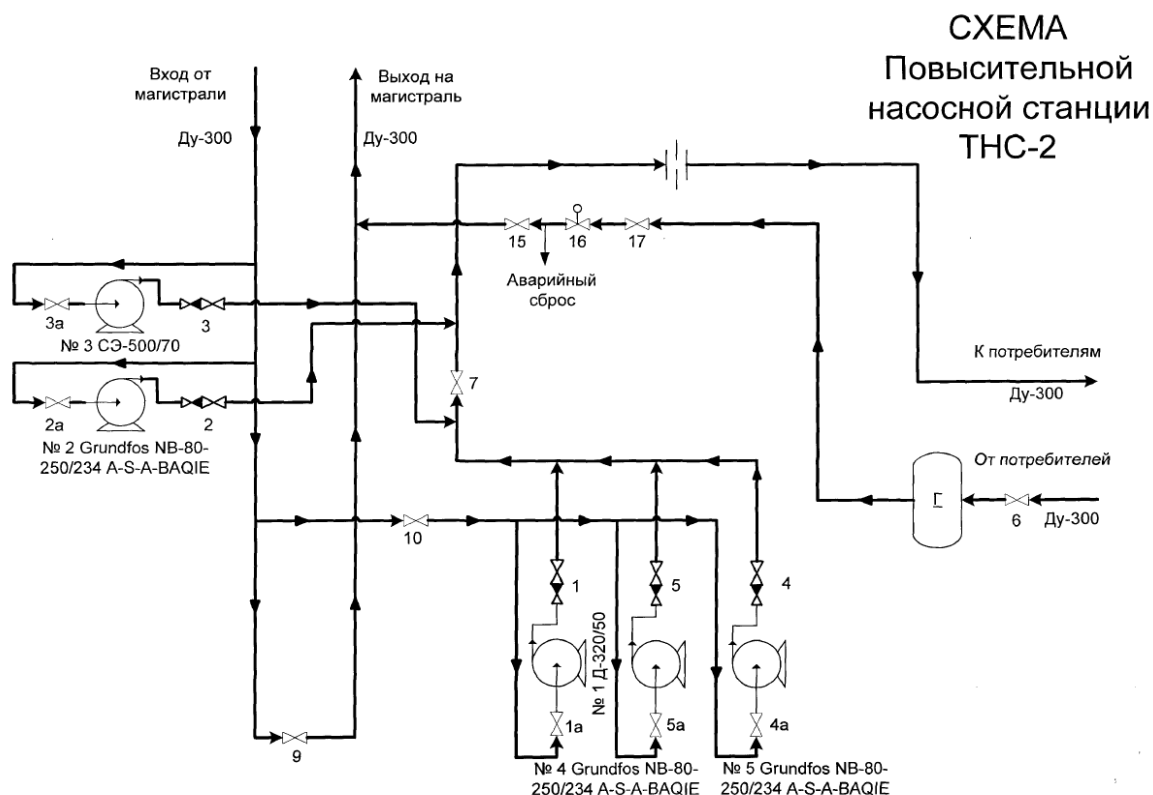 СХЕМА
Повысительной
насосной станции
ТНС-2
Вход от
магистрали
Ду-300
Выход на
магистраль
Ду-300
15
16
17
Аварийный
сброс
3а
3
№ 3 СЭ-500/70
2а
2
№ 2 Grundfos NB-80-
250/234 A-S-A-BAQIE
7
К потребителям
Ду-300
От потребителей
Г
6
Ду-300
10
1
5
4
№ 1 Д-320/50
1а
5а
4а
9
№ 4 Grundfos NB-80-
250/234 A-S-A-BAQIE
№ 5 Grundfos NB-80-
250/234 A-S-A-BAQIE